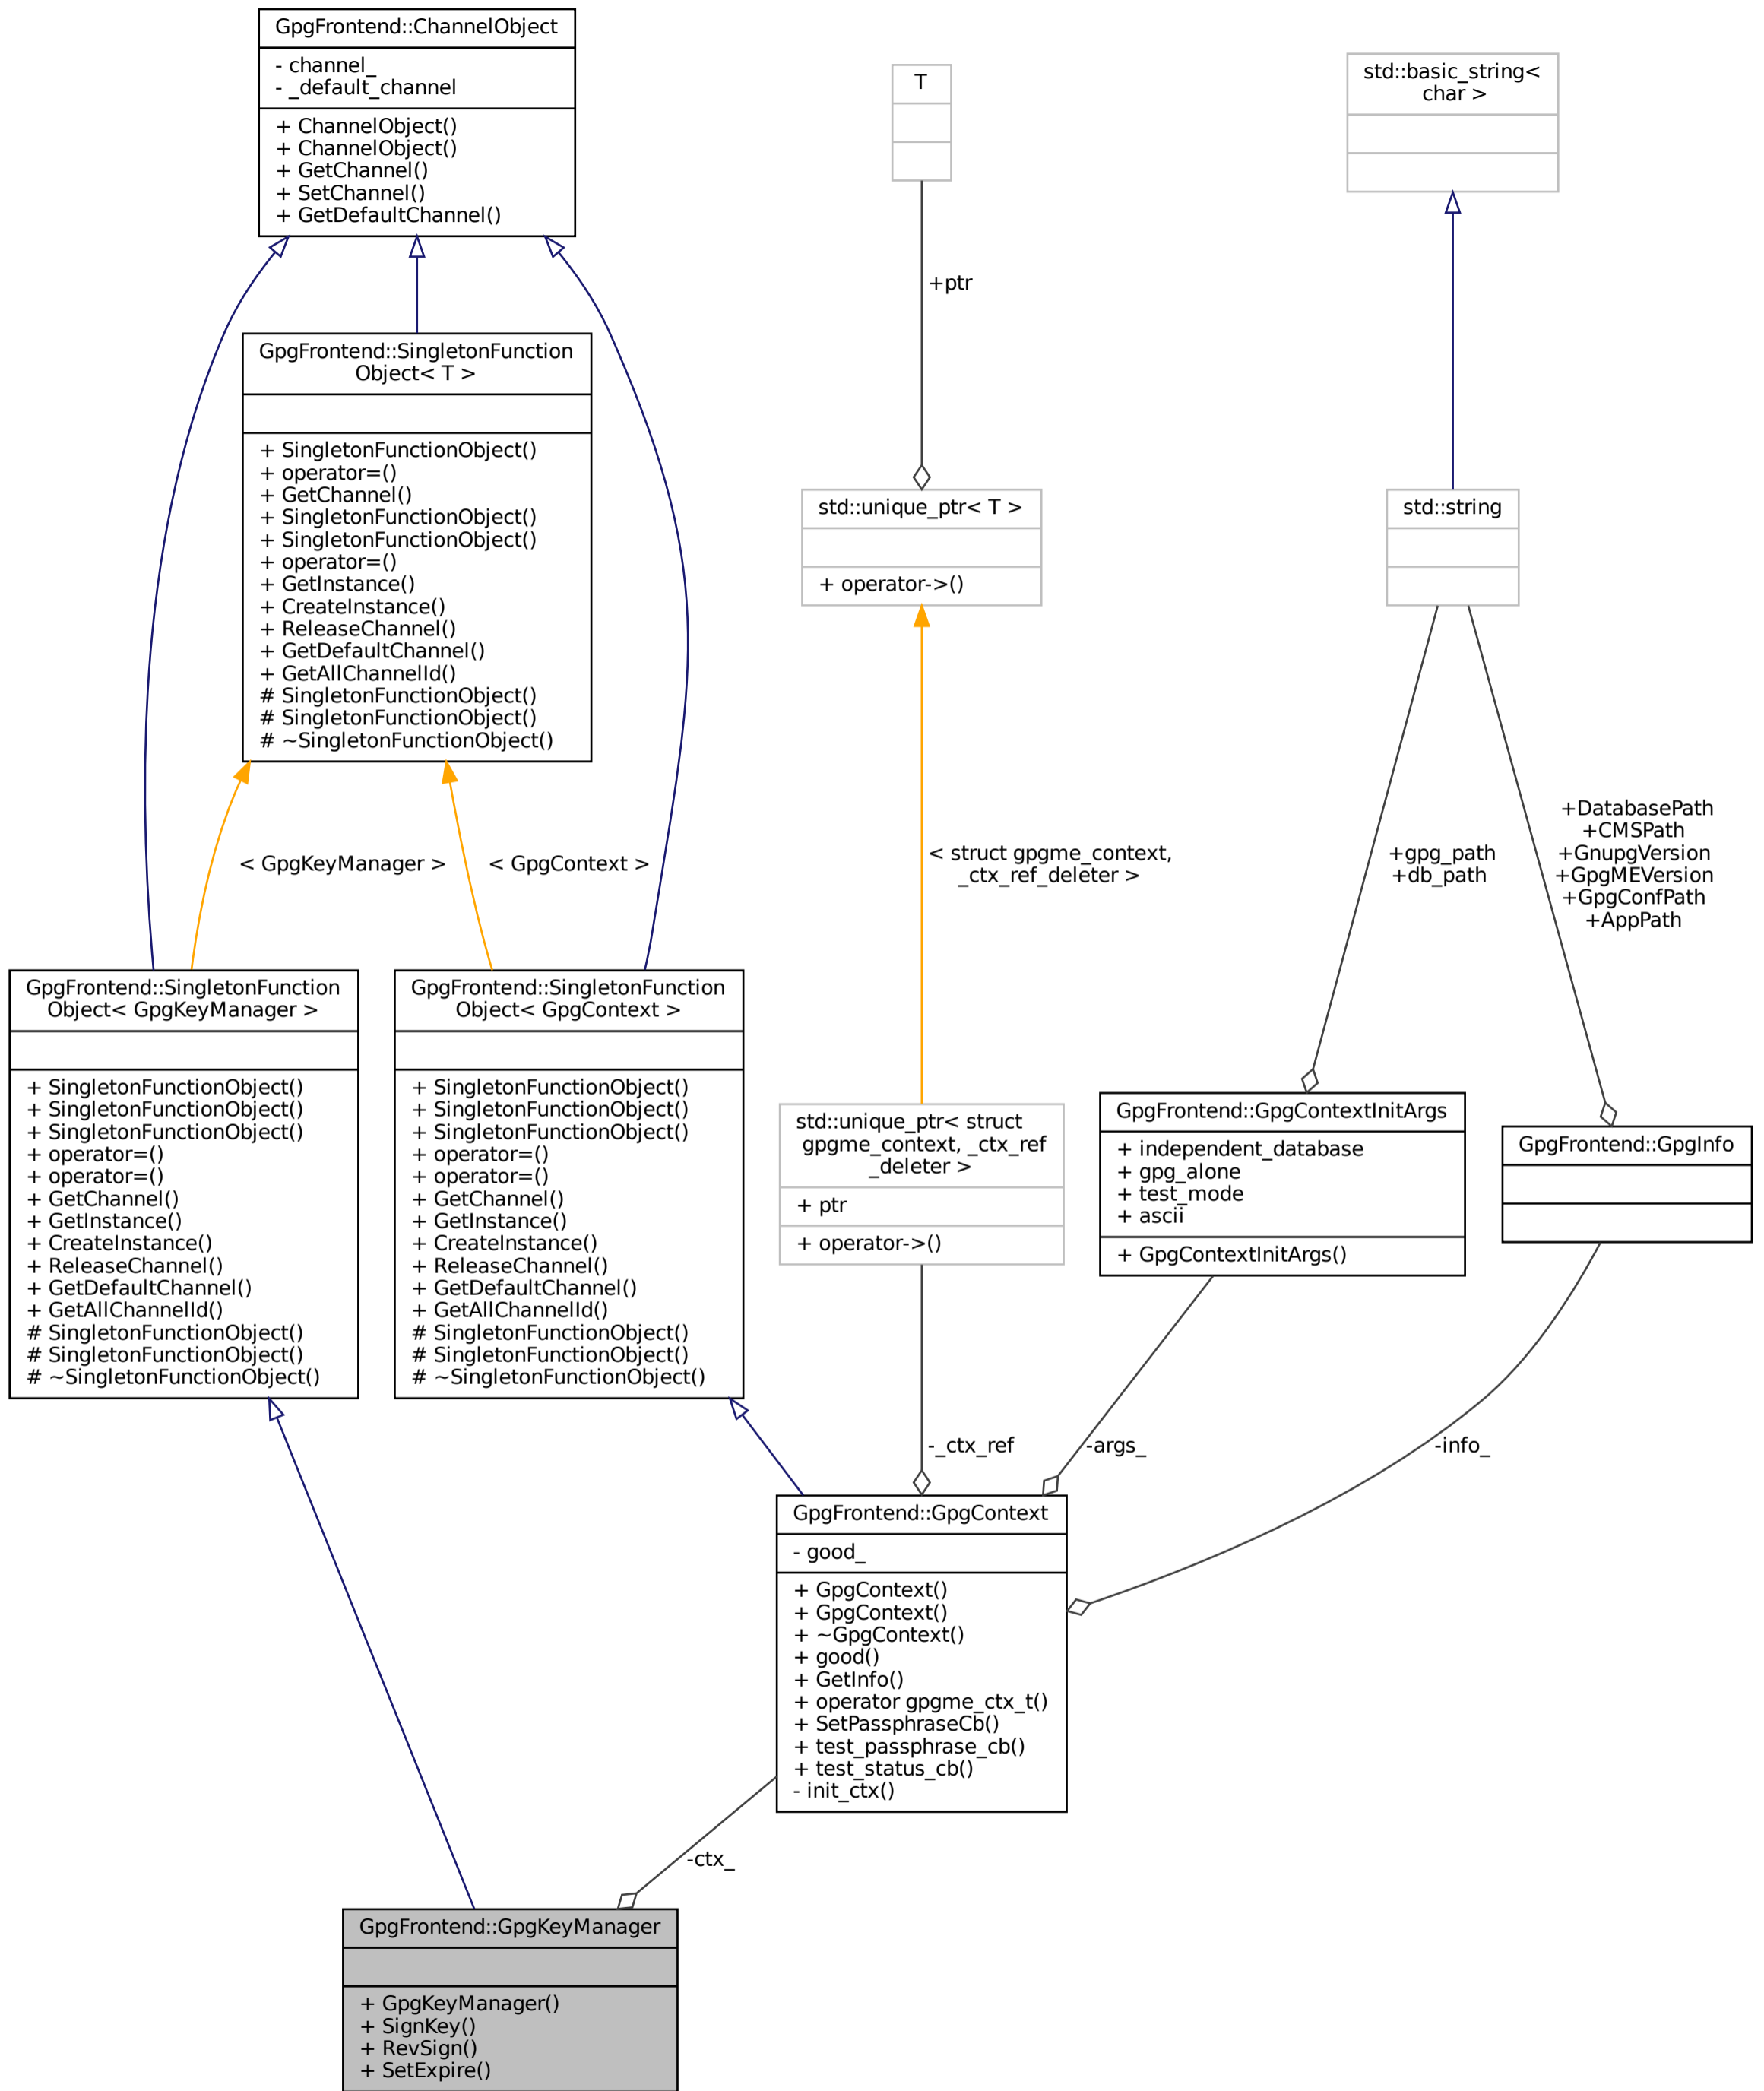 GpgFrontend::ChannelObject
- channel_
- _default_channel
+ ChannelObject()
+ ChannelObject()
+ GetChannel()
+ SetChannel()
+ GetDefaultChannel()
T
std::basic_string<
char >
+ptr
GpgFrontend::SingletonFunction
Object< T >
+ SingletonFunctionObject()
+ operator=()
+ GetChannel()
+ SingletonFunctionObject()
+ SingletonFunctionObject()
+ operator=()
+ GetInstance()
+ CreateInstance()
+ ReleaseChannel()
+ GetDefaultChannel()
+ GetAllChannelId()
# SingletonFunctionObject()
# SingletonFunctionObject()
# ~SingletonFunctionObject()
std::unique_ptr< T >
+ operator->()
std::string
< GpgKeyManager >
< GpgContext >
< struct gpgme_context,
_ctx_ref_deleter >
+gpg_path
+db_path
+DatabasePath
+CMSPath
+GnupgVersion
+GpgMEVersion
+GpgConfPath
+AppPath
GpgFrontend::SingletonFunction
Object< GpgKeyManager >
+ SingletonFunctionObject()
+ SingletonFunctionObject()
+ SingletonFunctionObject()
+ operator=()
+ operator=()
+ GetChannel()
+ GetInstance()
+ CreateInstance()
+ ReleaseChannel()
+ GetDefaultChannel()
+ GetAllChannelId()
# SingletonFunctionObject()
# SingletonFunctionObject()
# ~SingletonFunctionObject()
GpgFrontend::SingletonFunction
Object< GpgContext >
+ SingletonFunctionObject()
+ SingletonFunctionObject()
+ SingletonFunctionObject()
+ operator=()
+ operator=()
+ GetChannel()
+ GetInstance()
+ CreateInstance()
+ ReleaseChannel()
+ GetDefaultChannel()
+ GetAllChannelId()
# SingletonFunctionObject()
# SingletonFunctionObject()
# ~SingletonFunctionObject()
std::unique_ptr< struct
gpgme_context, _ctx_ref
_deleter >
+ ptr
+ operator->()
GpgFrontend::GpgContextInitArgs
+ independent_database
+ gpg_alone
+ test_mode
+ ascii
+ GpgContextInitArgs()
GpgFrontend::GpgInfo
-_ctx_ref
-args_
-info_
GpgFrontend::GpgContext
- good_
+ GpgContext()
+ GpgContext()
+ ~GpgContext()
+ good()
+ GetInfo()
+ operator gpgme_ctx_t()
+ SetPassphraseCb()
+ test_passphrase_cb()
+ test_status_cb()
- init_ctx()
-ctx_
GpgFrontend::GpgKeyManager
+ GpgKeyManager()
+ SignKey()
+ RevSign()
+ SetExpire()